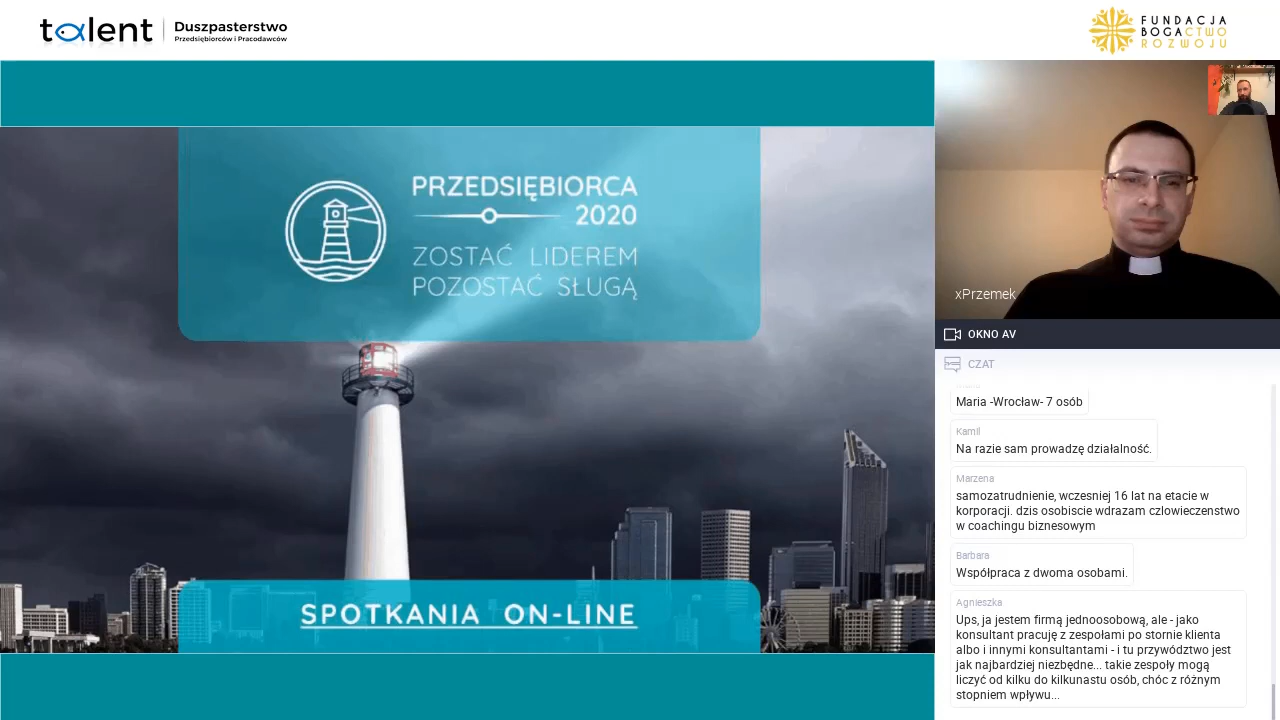 talent
Duszpasterstwo
Przedsiębiorców i Pracodawców
FUNDACJA
BOGACTWO
ROZWOJU
PRZEDSIĘBIORCA
2020
ZOSTAĆ LIDEREM
POZOSTAĆ SŁUGĄ
SPOTKANIA ON-LINE
xPrzemek
OKNO AV
CZAT
Maria -Wrocław- 7 osób
Kamil
Na razie sam prowadzę działalność.
Marzena
samozatrudnienie, wczesniej 16 lat na etacie w
korporacji. dzis osobiscie wdrazam czlowieczenstwo
w coachingu biznesowym
Barbara
Współpraca z dwoma osobami.
Agnieszka
Ups, ja jestem firmą jednoosobową, ale - jako
konsultant pracuję z zespołami po stornie klienta
albo i innymi konsultantami - i tu przywództwo jest
jak najbardziej niezbędne... takie zespoły mogą
liczyć od kilku do kilkunastu osób, chóc z różnym
stopniem wpływu...